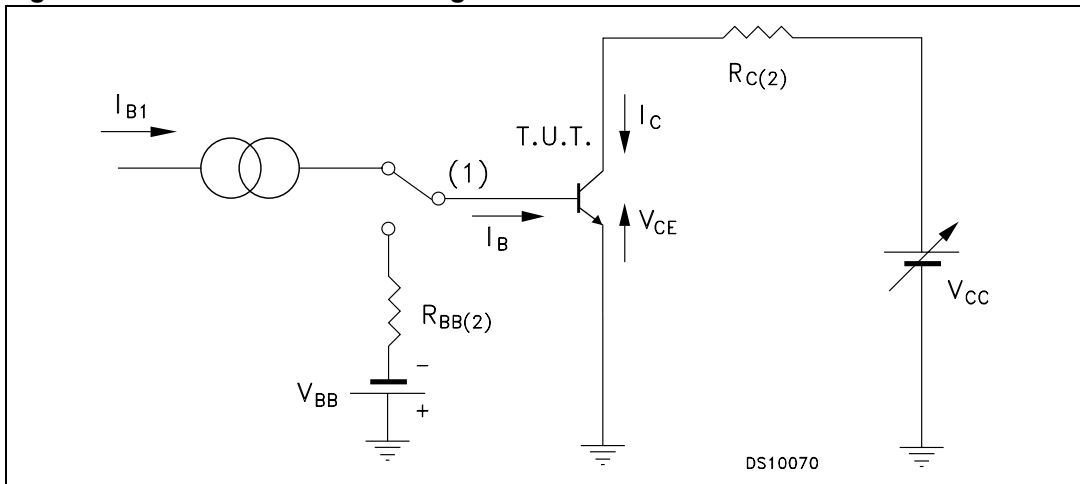 I_B1
R_C(2)
I_C
T.U.T.
(1)
I_B
V_CE
R_BB(2)
V_CC
V_BB
−
+
DS10070